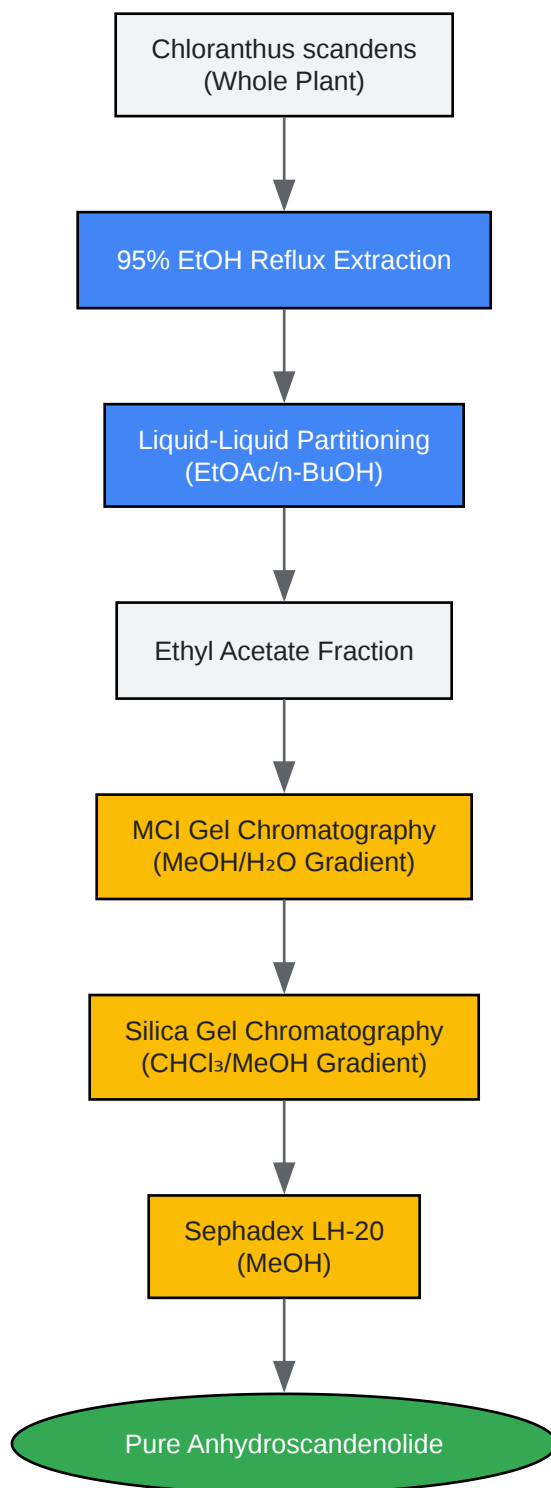 Chloranthus scandens
(Whole Plant)
95% EtOH Reflux Extraction
Liquid-Liquid Partitioning
(EtOAc/n-BuOH)
Ethyl Acetate Fraction
MCI Gel Chromatography
(MeOH/H₂O Gradient)
Silica Gel Chromatography
(CHCl₃/MeOH Gradient)
Sephadex LH-20
(MeOH)
Pure Anhydroscandenolide